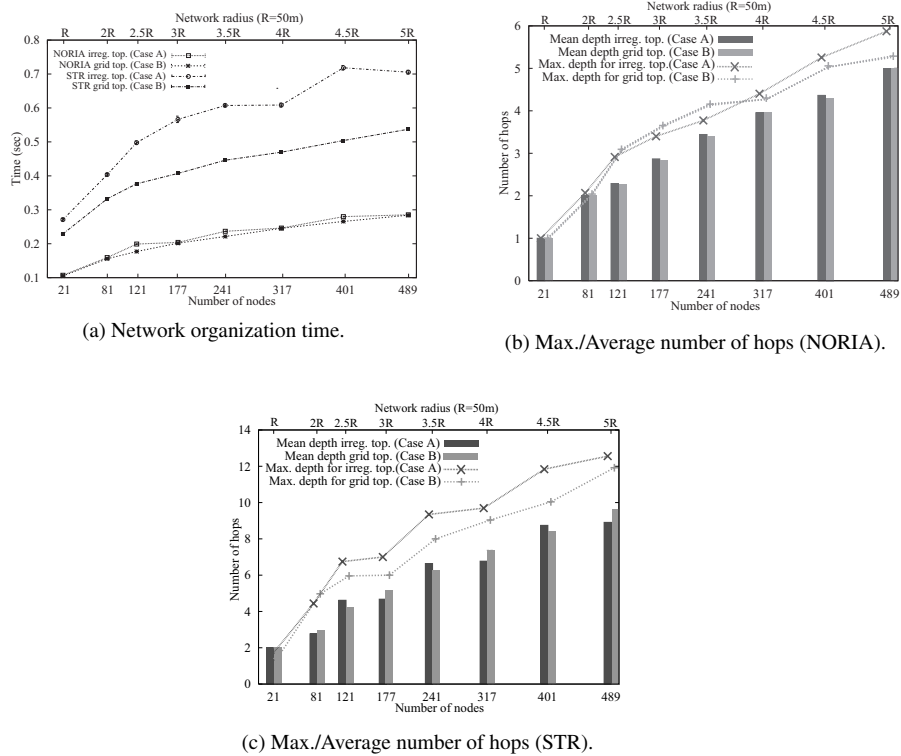 Network radius (R=50m)
R 2R 2.5R 3R 3.5R 4R 4.5R 5R
0.8
0.7
0.6
0.5
0.4
0.3
0.2
0.1
Time (sec)
NORIA irreg top. (Case A)
NORIA grid top. (Case B)
STR irreg top. (Case A)
STR grid top. (Case B)
21 81 121 177 241 317 401 489
Number of nodes
(a) Network organization time.
Network radius (R=50m)
R 2R 2.5R 3R 3.5R 4R 4.5R 5R
6
5
4
3
2
1
0
Number of hops
Mean depth irreg. top. (Case A)
Mean depth grid top. (Case B)
Max. depth for irreg. top.(Case A)
Max. depth for grid top. (Case B)
21 81 121 177 241 317 401 489
Number of nodes
(b) Max./Average number of hops (NORIA).
Network radius (R=50m)
R 2R 2.5R 3R 3.5R 4R 4.5R 5R
14
12
10
8
6
4
2
0
Number of hops
Mean depth irreg. top. (Case A)
Mean depth grid top. (Case B)
Max. depth for irreg. top.(Case A)
Max. depth for grid top. (Case B)
21 81 121 177 241 317 401 489
Number of nodes
(c) Max./Average number of hops (STR).